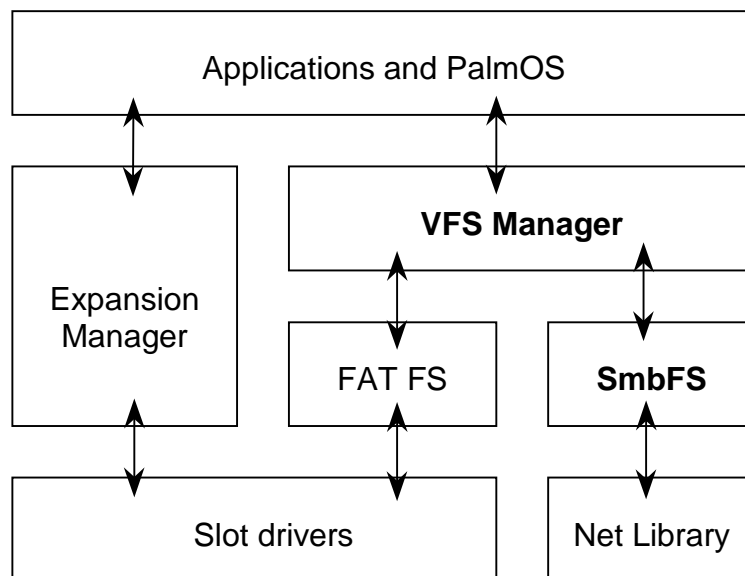 Applications and PalmOS
VFS Manager
Expansion
Manager
FAT FS
SmbFS
Slot drivers
Net Library